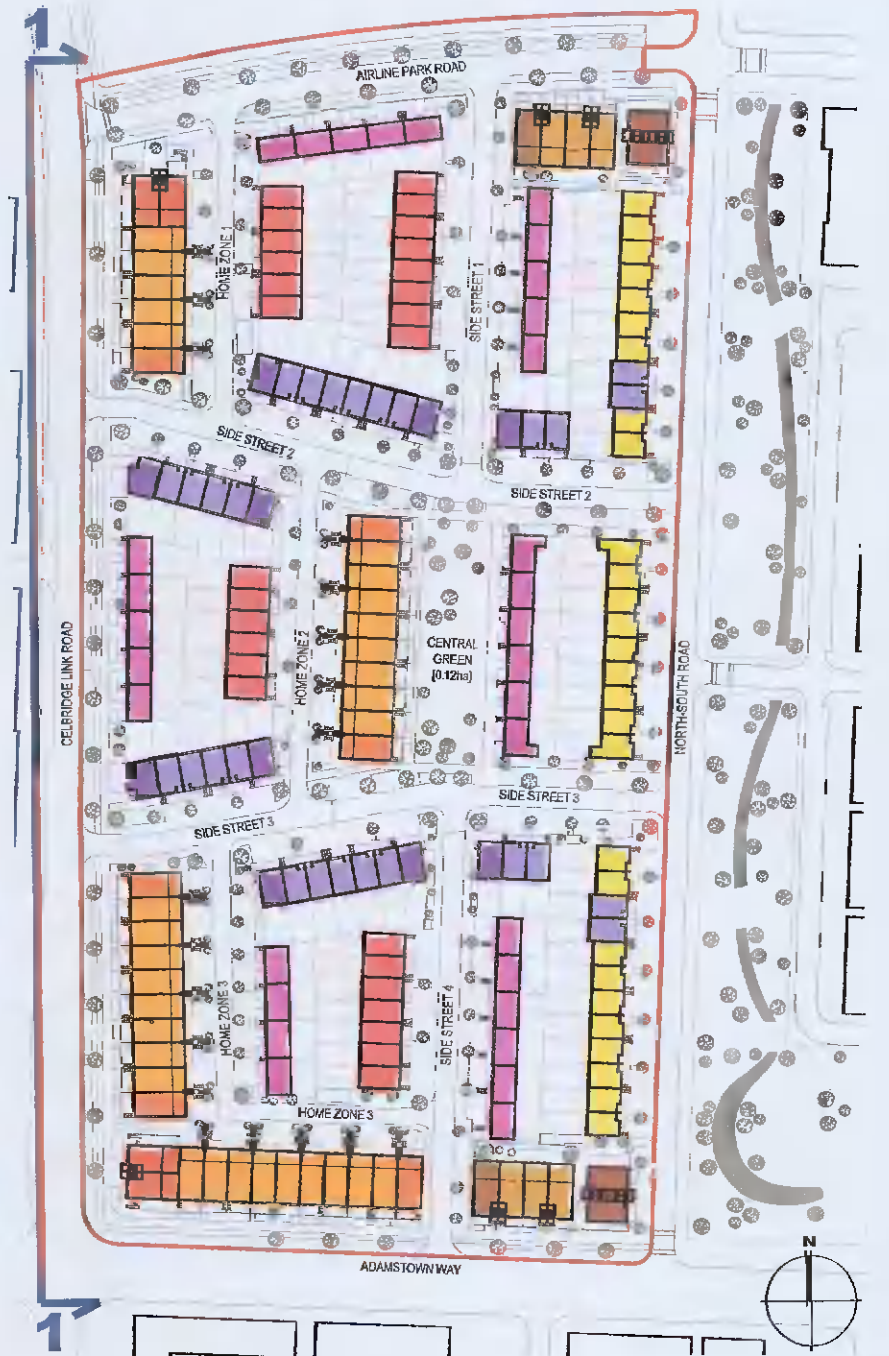 1
AIRLINE PARK ROAD
HOME ZONE 1
SIDE STREET 1
SIDE STREET 2
SIDE STREET 2
CELBRIDGE LINK ROAD
HOME ZONE 2
CENTRAL
GREEN
[0.12ha]
NORTH-SOUTH ROAD
SIDE STREET 3
SIDE STREET 3
HOME ZONE 3
SIDE STREET 4
HOME ZONE 3
ADAMSTOWN WAY
N
1